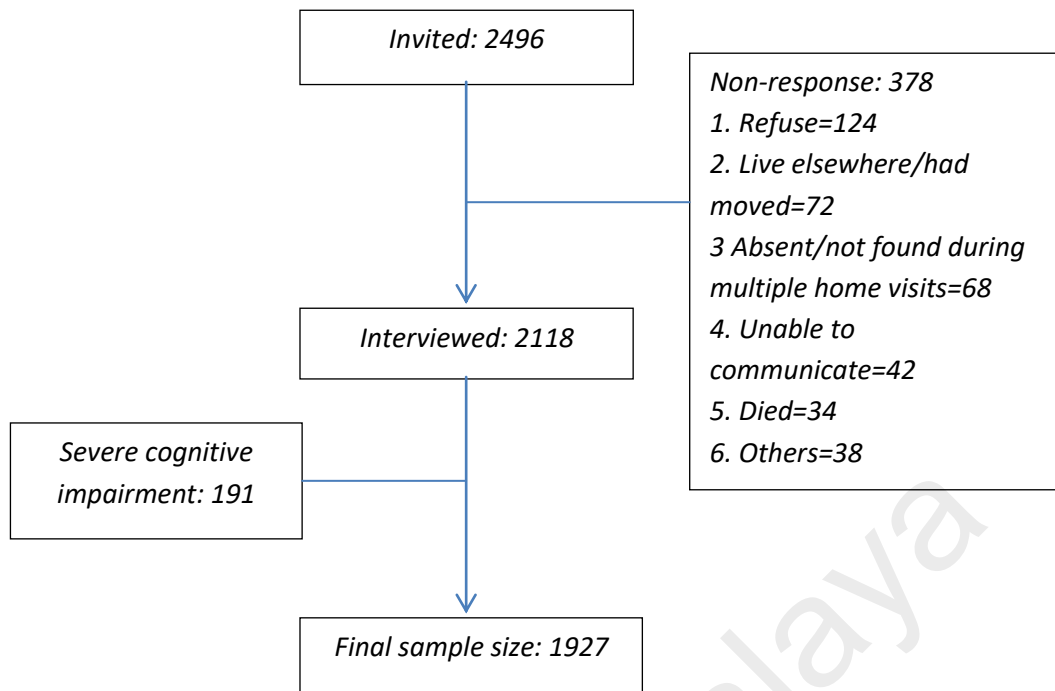 Invited: 2496
Non-response: 378
1. Refuse=124
2. Live elsewhere/had
moved=72
3 Absent/not found during
multiple home visits=68
4. Unable to
communicate=42
5. Died=34
6. Others=38
Interviewed: 2118
Severe cognitive
impairment: 191
Final sample size: 1927
laya